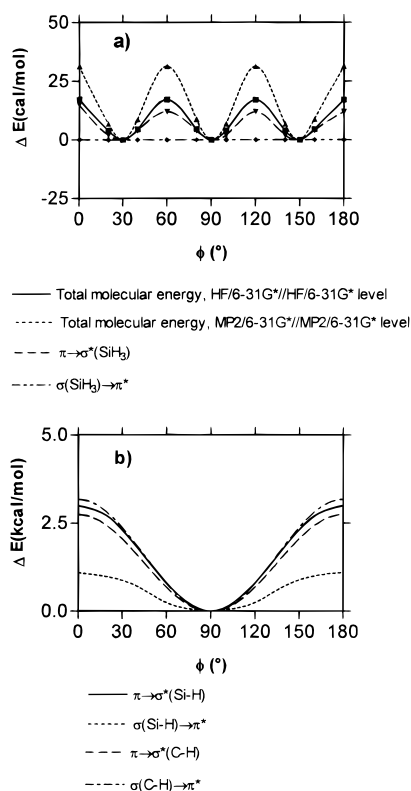 a)
50
25
0
-25
Δ E(cal/mol)
0 30 60 90 120 150 180
ϕ (°)
Total molecular energy, HF/6-31G*//HF/6-31G* level
Total molecular energy, MP2/6-31G*//MP2/6-31G* level
π→σ*(SiH₃)
σ(SiH₃)→π*
b)
5.0
2.5
0.0
Δ E(kcal/mol)
0 30 60 90 120 150 180
ϕ (°)
π→σ*(Si-H)
σ(Si-H)→π*
π→σ*(C-H)
σ(C-H)→π*